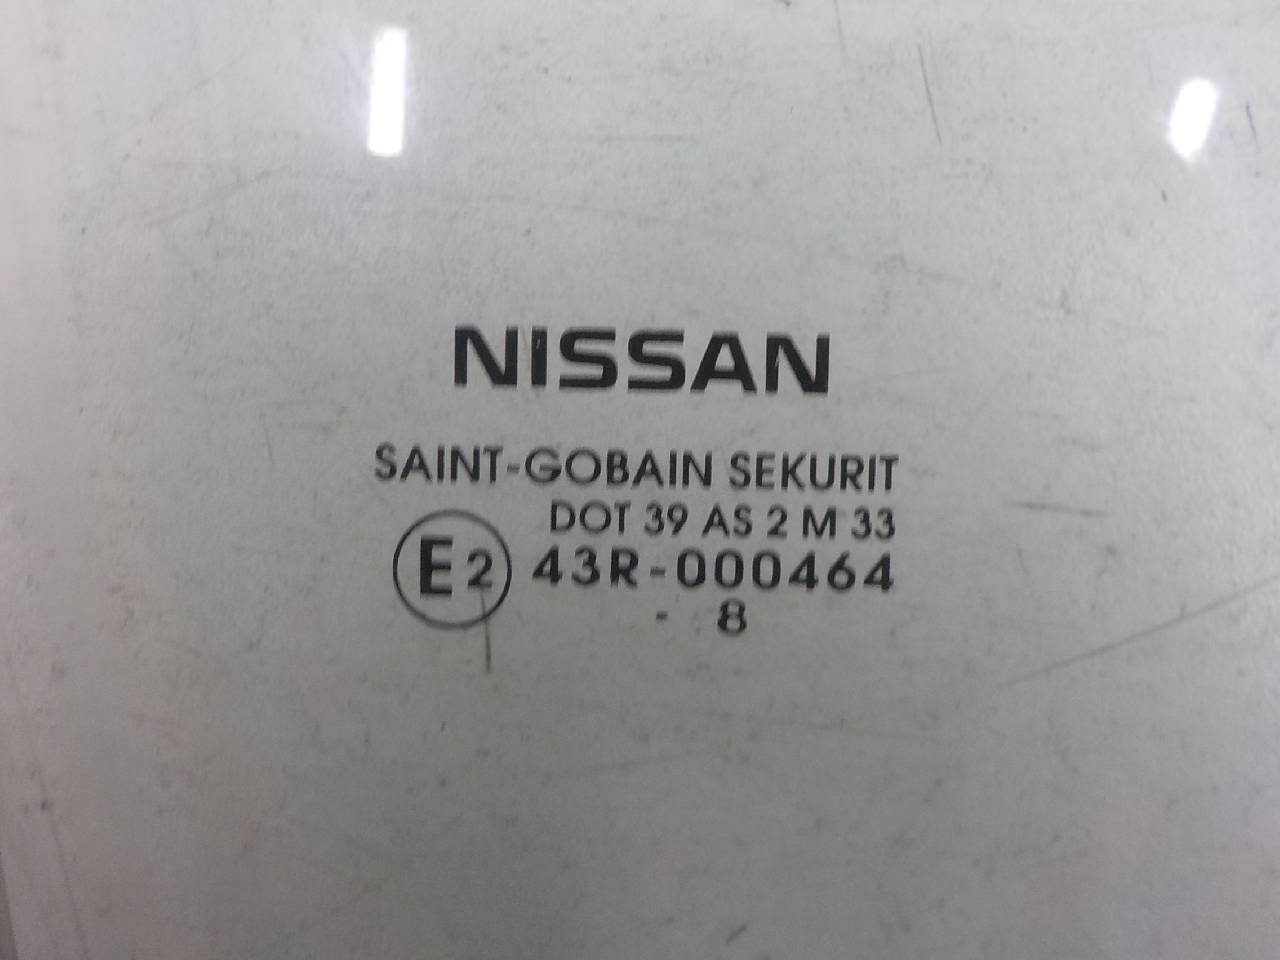 NISSAN
SAINT-GOBAIN SEKURIT
DOT 39 AS 2 M 33
E2 43R-000464
- 8